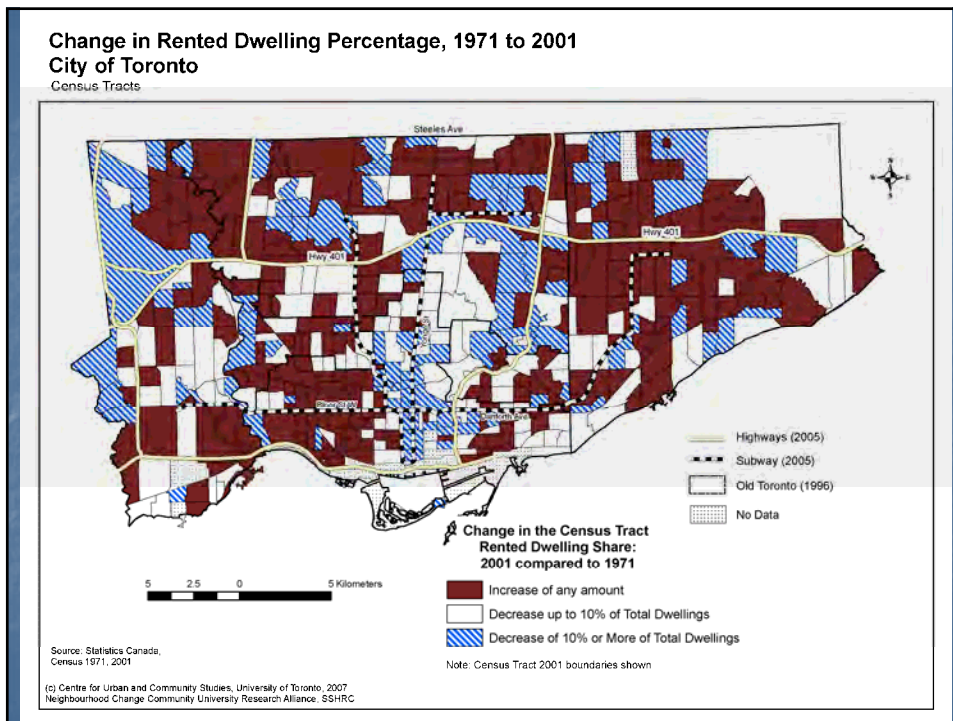 Change in Rented Dwelling Percentage, 1971 to 2001
City of Toronto
Census Tracts
Steeles Ave
N
W
E
S
Hwy 401
Hwy 401
Yonge St
Bloor St W
Danforth Ave
Highways (2005)
Subway (2005)
Old Toronto (1996)
No Data
Change in the Census Tract
Rented Dwelling Share:
2001 compared to 1971
5 2.5 0 5 Kilometers
Increase of any amount
Decrease up to 10% of Total Dwellings
Decrease of 10% or More of Total Dwellings
Source: Statistics Canada,
Census 1971, 2001
Note: Census Tract 2001 boundaries shown
(c) Centre for Urban and Community Studies, University of Toronto, 2007
Neighbourhood Change Community University Research Alliance, SSHRC